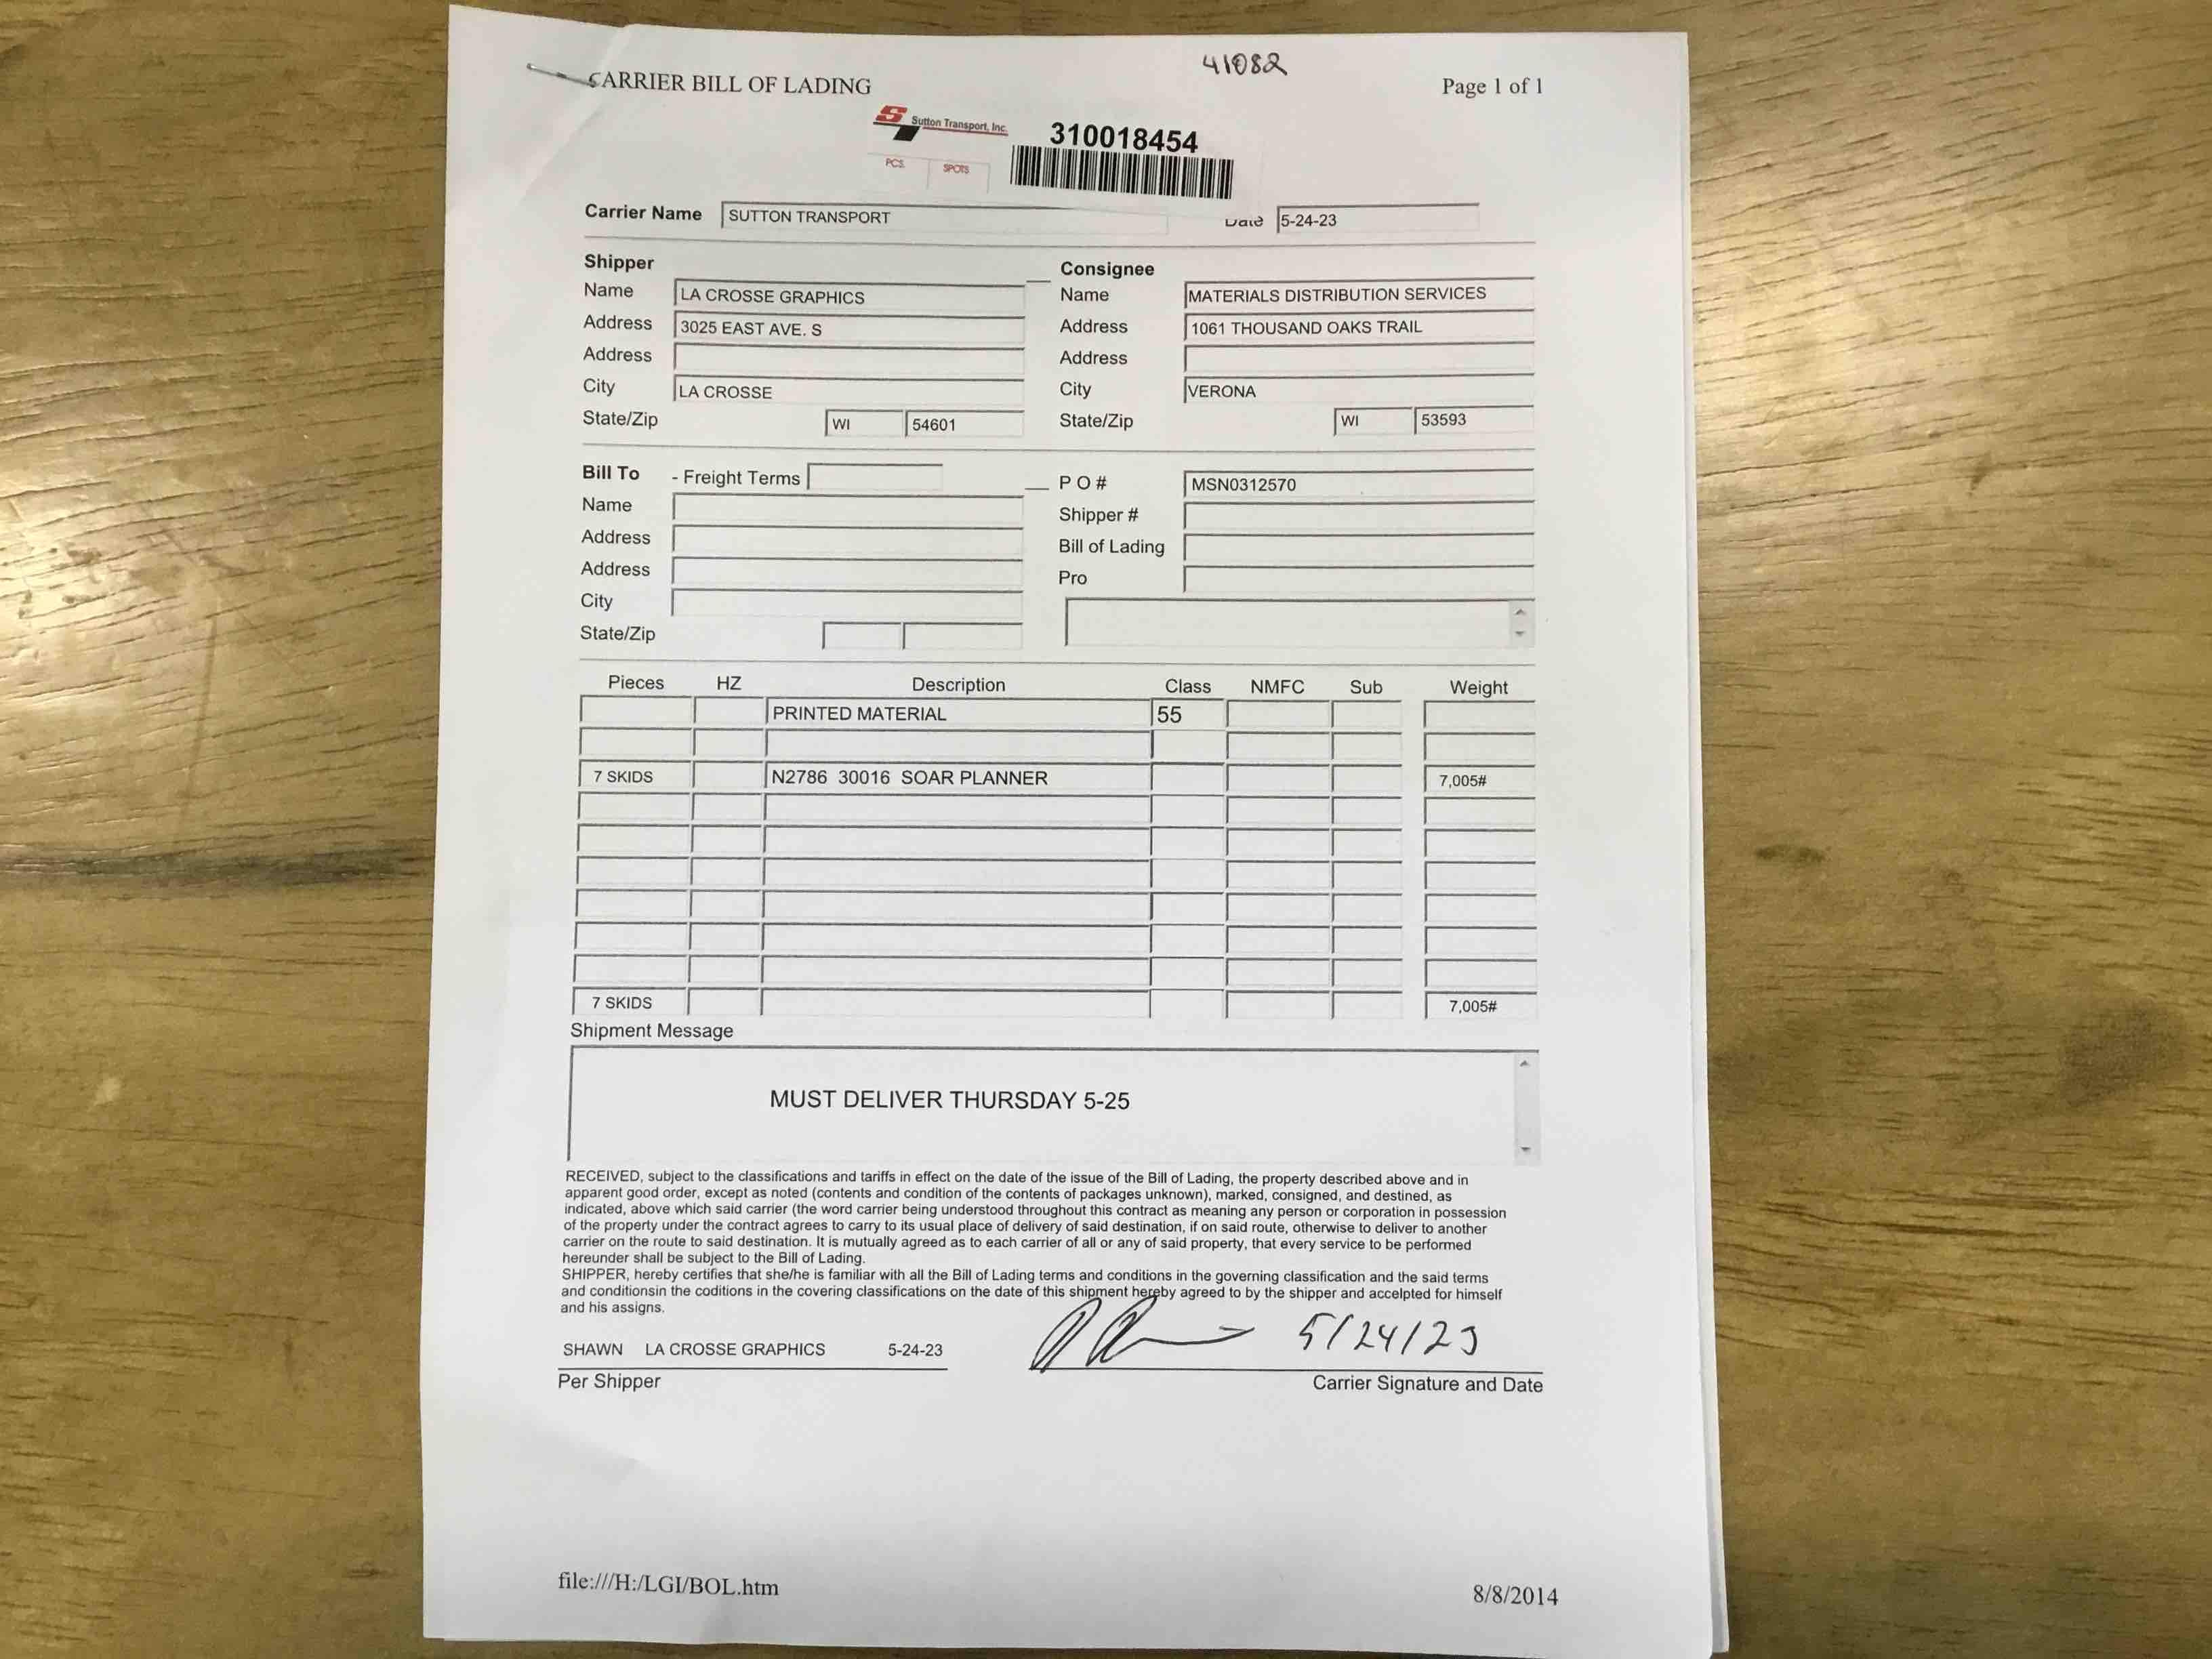 41082
CARRIER BILL OF LADING Page 1 of 1
Sutton Transport, Inc. 310018454
PCS. SPOTS
Carrier Name SUTTON TRANSPORT Date 5-24-23
Shipper Consignee
Name LA CROSSE GRAPHICS Name MATERIALS DISTRIBUTION SERVICES
Address 3025 EAST AVE. S Address 1061 THOUSAND OAKS TRAIL
Address Address
City LA CROSSE City VERONA
State/Zip WI 54601 State/Zip WI 53593
Bill To - Freight Terms P O # MSN0312570
Name Shipper #
Address Bill of Lading
Address Pro
City
State/Zip
Pieces HZ Description Class NMFC Sub Weight
PRINTED MATERIAL 55
7 SKIDS N2786 30016 SOAR PLANNER 7,005#
7 SKIDS 7,005#
Shipment Message
MUST DELIVER THURSDAY 5-25
RECEIVED, subject to the classifications and tariffs in effect on the date of the issue of the Bill of Lading, the property described above and in
apparent good order, except as noted (contents and condition of the contents of packages unknown), marked, consigned, and destined, as
indicated, above which said carrier (the word carrier being understood throughout this contract as meaning any person or corporation in possession
of the property under the contract agrees to carry to its usual place of delivery of said destination, if on said route, otherwise to deliver to another
carrier on the route to said destination. It is mutually agreed as to each carrier of all or any of said property, that every service to be performed
hereunder shall be subject to the Bill of Lading.
SHIPPER, hereby certifies that she/he is familiar with all the Bill of Lading terms and conditions in the governing classification and the said terms
and conditionsin the coditions in the covering classifications on the date of this shipment hereby agreed to by the shipper and accelpted for himself
and his assigns.
SHAWN LA CROSSE GRAPHICS 5-24-23 5/24/23
Per Shipper Carrier Signature and Date
file:///H:/LGI/BOL.htm 8/8/2014